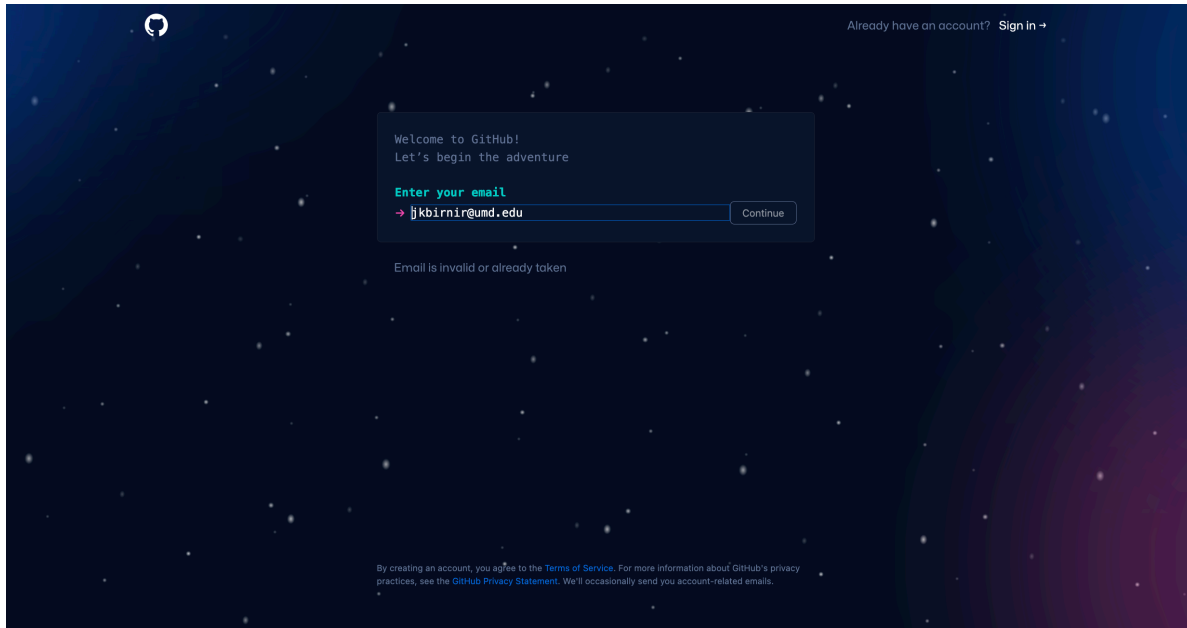 Already have an account? Sign in →
Welcome to GitHub!
Let's begin the adventure
Enter your email
→ jkbirnir@umd.edu Continue
Email is invalid or already taken
By creating an account, you agree to the Terms of Service. For more information about GitHub's privacy
practices, see the GitHub Privacy Statement. We'll occasionally send you account-related emails.